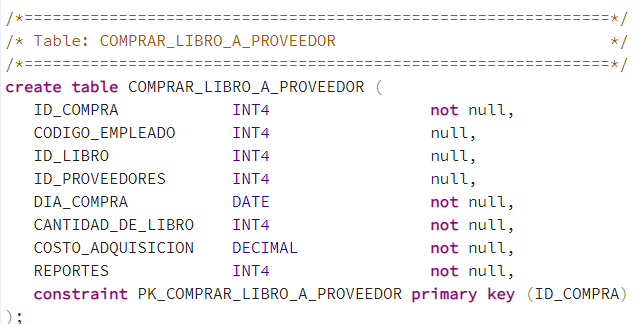 /*==============================================================*/
/* Table: COMPRAR_LIBRO_A_PROVEEDOR                             */
/*==============================================================*/
create table COMPRAR_LIBRO_A_PROVEEDOR (
   ID_COMPRA            INT4                 not null,
   CODIGO_EMPLEADO      INT4                 null,
   ID_LIBRO             INT4                 null,
   ID_PROVEEDORES       INT4                 null,
   DIA_COMPRA           DATE                 not null,
   CANTIDAD_DE_LIBRO    INT4                 not null,
   COSTO_ADQUISICION    DECIMAL              not null,
   REPORTES             INT4                 not null,
   constraint PK_COMPRAR_LIBRO_A_PROVEEDOR primary key (ID_COMPRA)
);